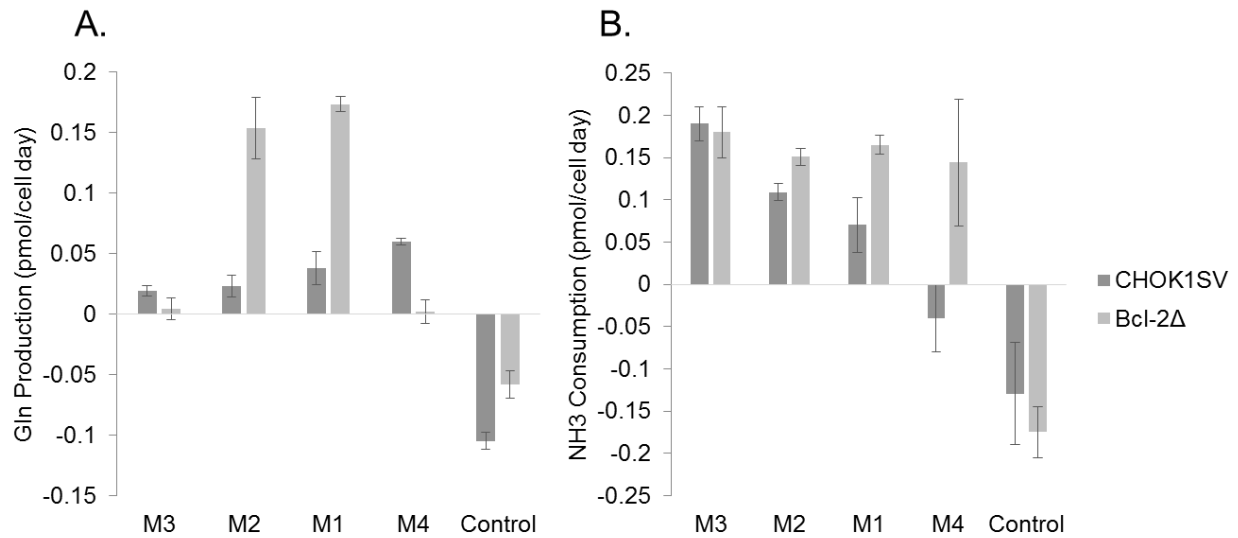 A.
Gln Production (pmol/cell day)
0.2
0.15
0.1
0.05
0
-0.05
-0.1
-0.15
M3 M2 M1 M4 Control
B.
NH3 Consumption (pmol/cell day)
0.25
0.2
0.15
0.1
0.05
0
-0.05
-0.1
-0.15
-0.2
-0.25
M3 M2 M1 M4 Control
CHOK1SV
Bcl-2Δ